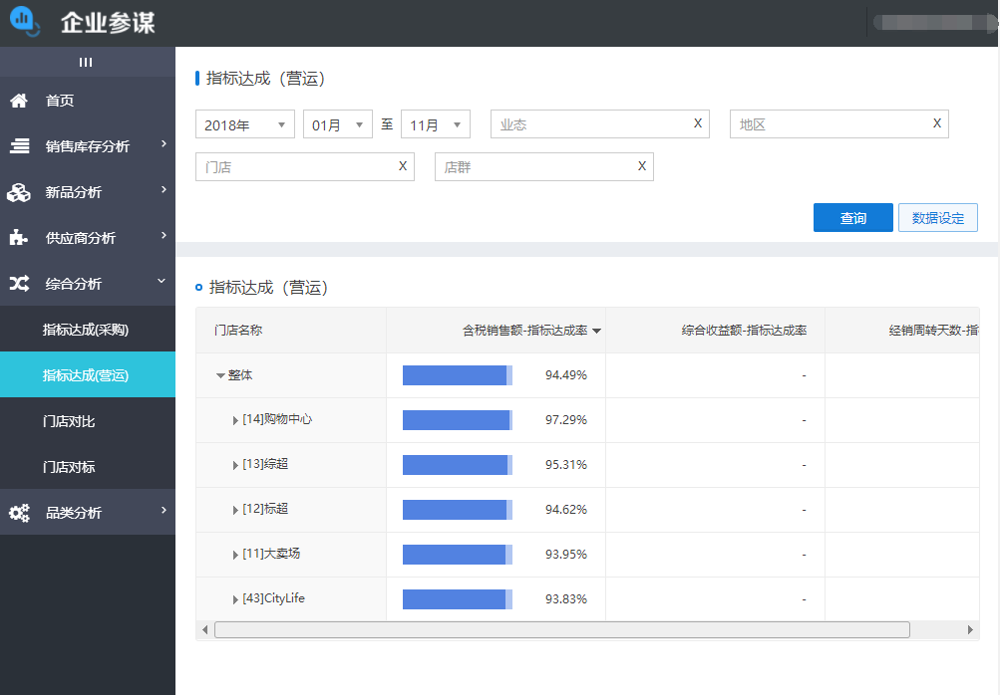 企业参谋
首页
销售库存分析
新品分析
供应商分析
综合分析
指标达成(采购)
指标达成(营运)
门店对比
门店对标
品类分析
指标达成（营运）
2018年 01月 至 11月 业态 X 地区 X
门店 X 店群 X
查询 数据设定
指标达成（营运）
门店名称 含税销售额-指标达成率 综合收益额-指标达成率 经销周转天数-指
整体 94.49% -
[14]购物中心 97.29% -
[13]综超 95.31% -
[12]标超 94.62% -
[11]大卖场 93.95% -
[43]CityLife 93.83% -